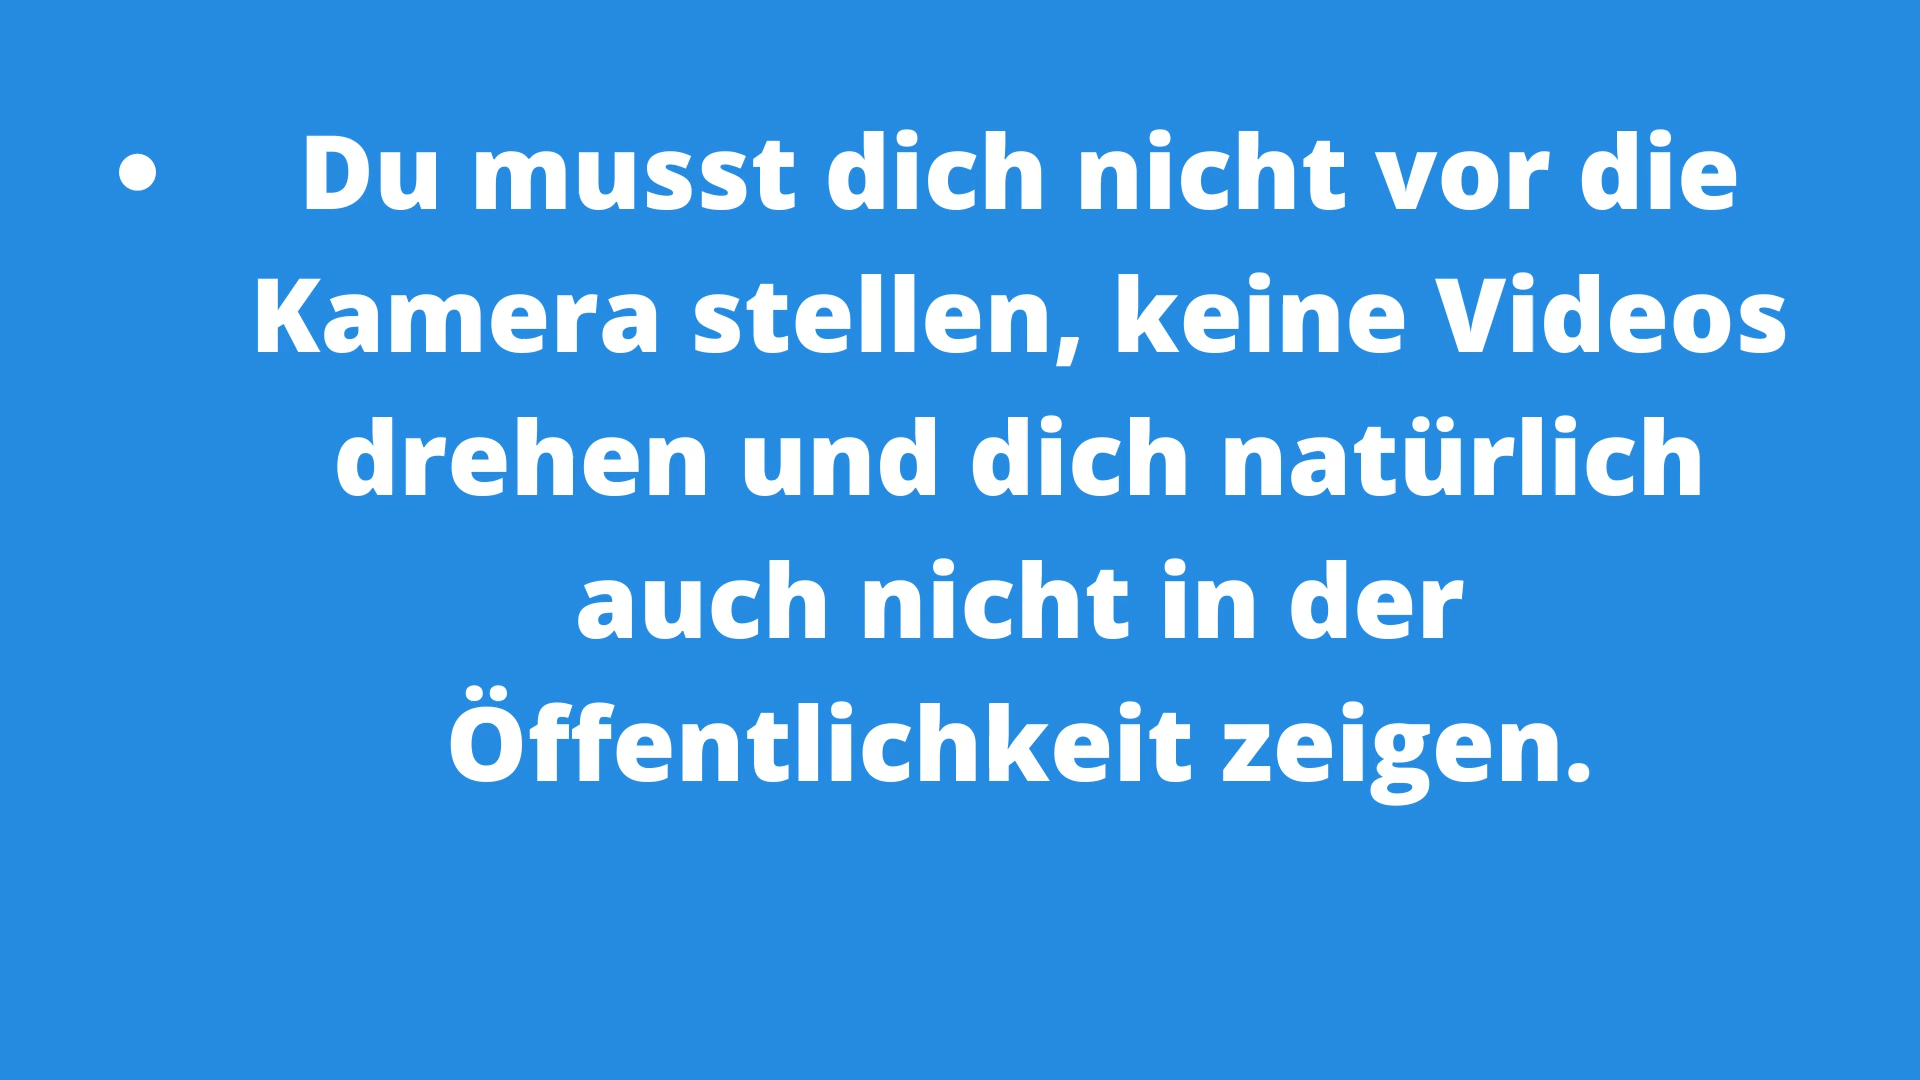 • Du musst dich nicht vor die
Kamera stellen, keine Videos
drehen und dich natürlich
auch nicht in der
Öffentlichkeit zeigen.